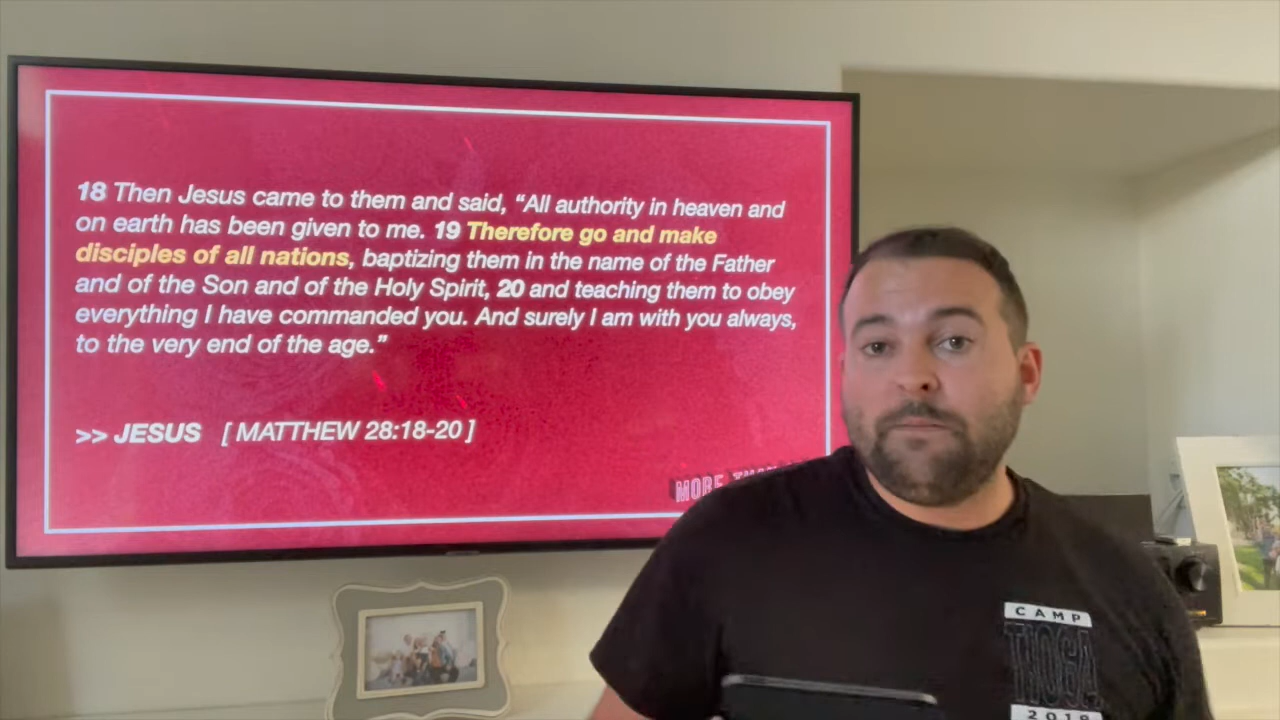 18 Then Jesus came to them and said, “All authority in heaven and
on earth has been given to me. 19 Therefore go and make
disciples of all nations, baptizing them in the name of the Father
and of the Son and of the Holy Spirit, 20 and teaching them to obey
everything I have commanded you. And surely I am with you always,
to the very end of the age.”
>> JESUS [ MATTHEW 28:18-20 ]
MORE
CAMP
TIOGA
2018